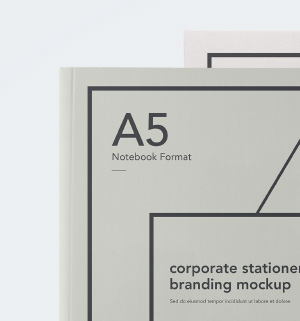 A5
Notebook Format
corporate stationer
branding mockup
Sed do eiusmod tempor incididunt ut labore et dolore